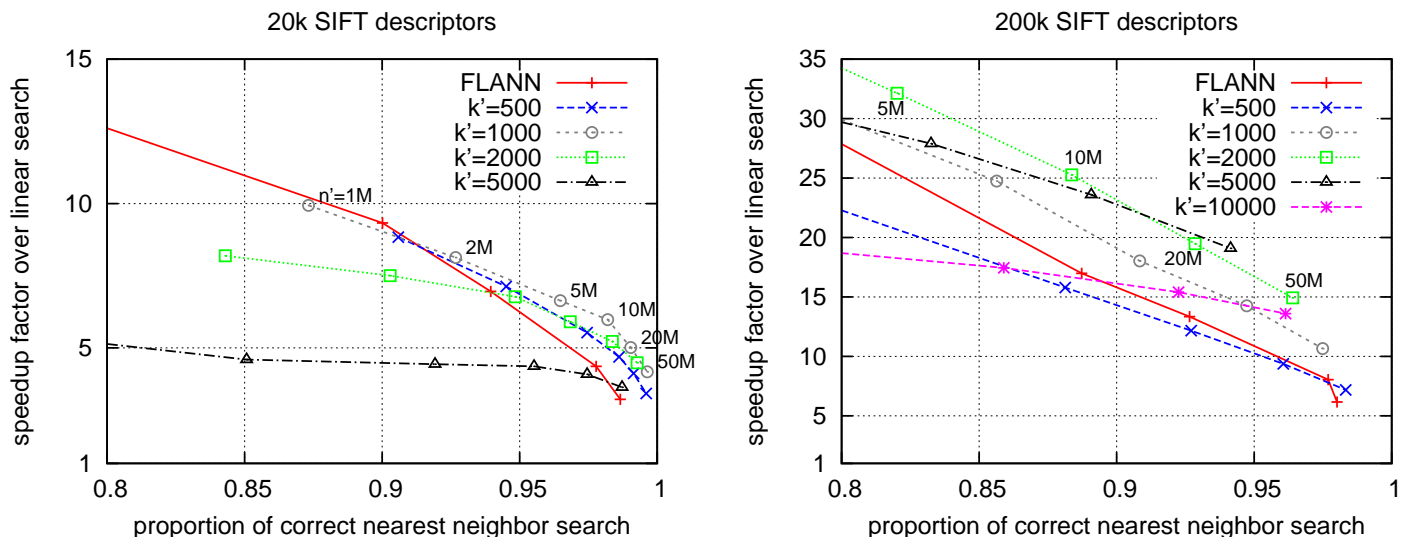 20k SIFT descriptors
speedup factor over linear search
15
10
5
1
0.8
0.85
0.9
0.95
1
proportion of correct nearest neighbor search
FLANN
k'=500
k'=1000
k'=2000
k'=5000
n'=1M
2M
5M
10M
20M
50M
200k SIFT descriptors
speedup factor over linear search
35
30
25
20
15
10
5
1
0.8
0.85
0.9
0.95
1
proportion of correct nearest neighbor search
FLANN
k'=500
k'=1000
k'=2000
k'=5000
k'=10000
5M
10M
20M
50M